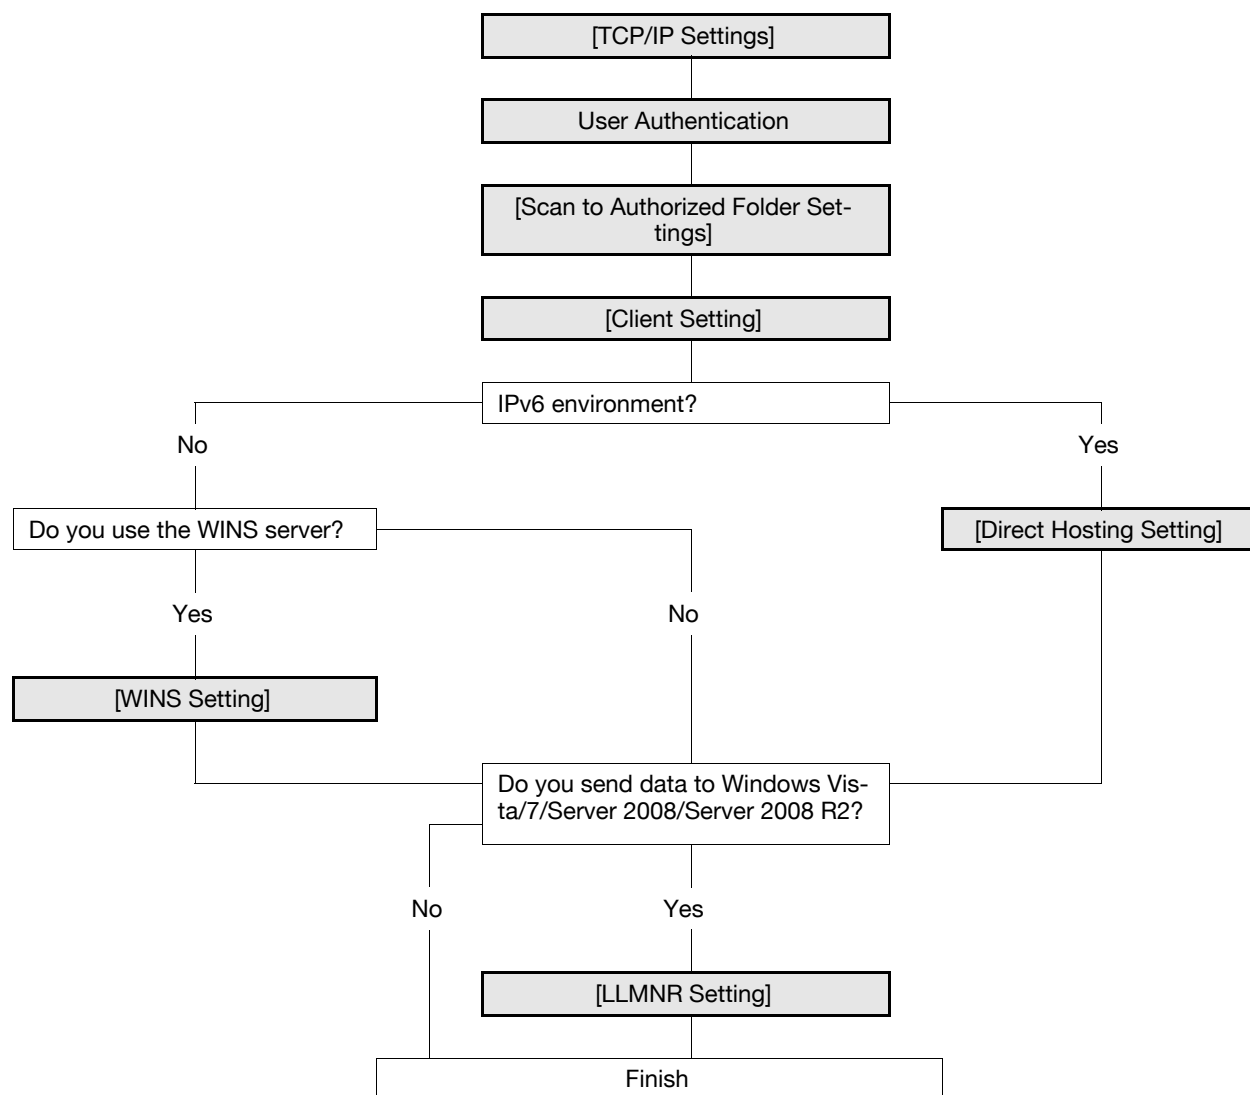 [TCP/IP Settings]
User Authentication
[Scan to Authorized Folder Set-
tings]
[Client Setting]
IPv6 environment?
No
Yes
Do you use the WINS server?
[Direct Hosting Setting]
Yes
No
[WINS Setting]
Do you send data to Windows Vis-
ta/7/Server 2008/Server 2008 R2?
No
Yes
[LLMNR Setting]
Finish